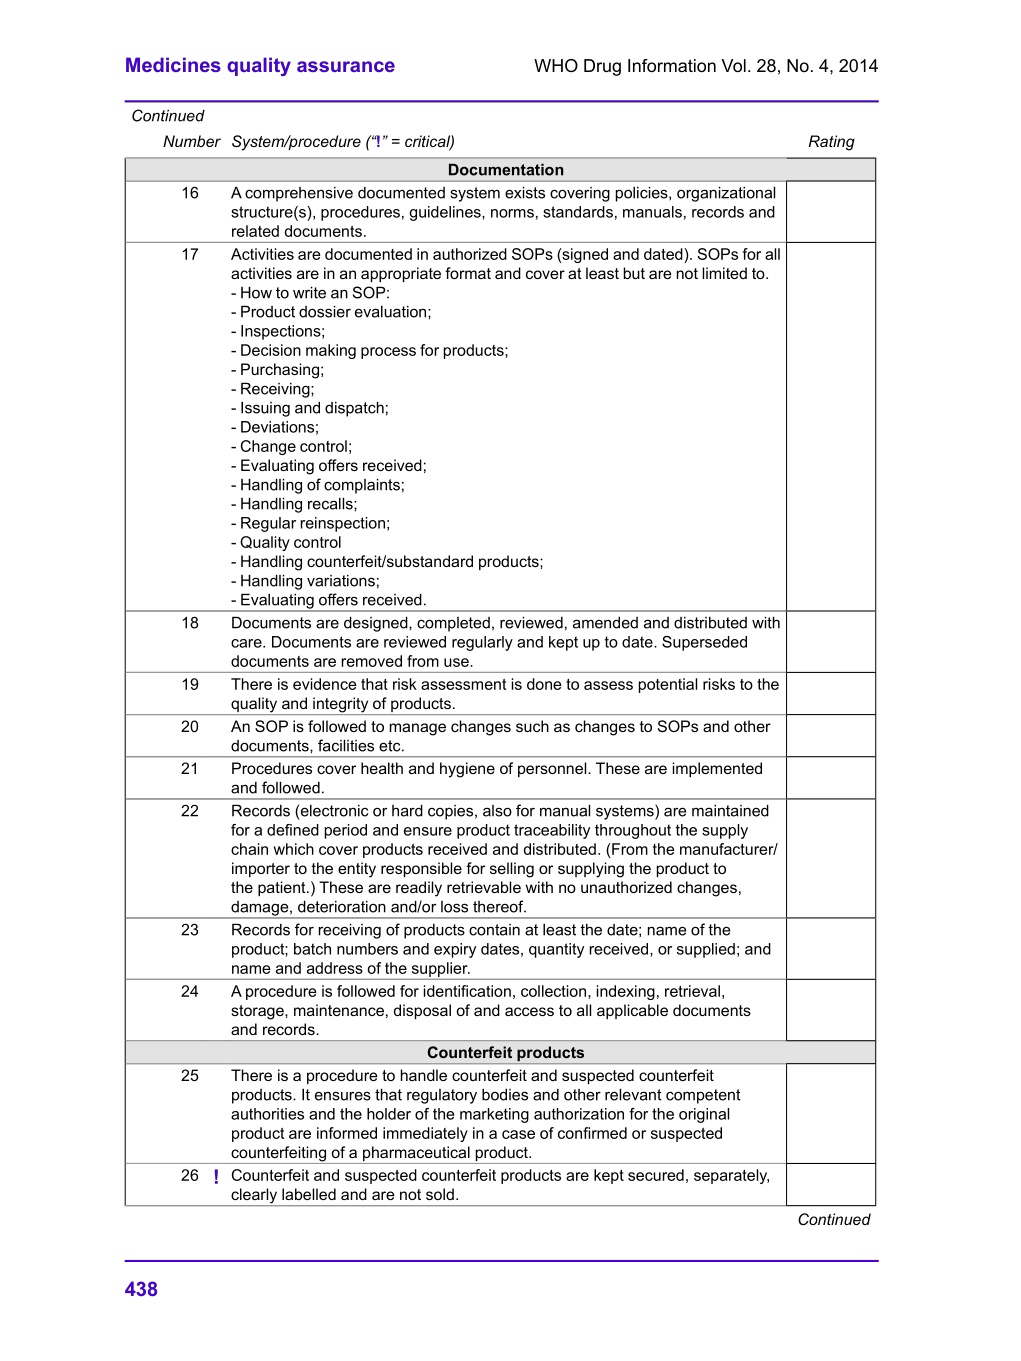 Medicines quality assurance WHO Drug Information Vol. 28, No. 4, 2014
Continued
Number System/procedure (“!” = critical) Rating
Documentation
16 A comprehensive documented system exists covering policies, organizational
structure(s), procedures, guidelines, norms, standards, manuals, records and
related documents.
17 Activities are documented in authorized SOPs (signed and dated). SOPs for all
activities are in an appropriate format and cover at least but are not limited to.
- How to write an SOP:
- Product dossier evaluation;
- Inspections;
- Decision making process for products;
- Purchasing;
- Receiving;
- Issuing and dispatch;
- Deviations;
- Change control;
- Evaluating offers received;
- Handling of complaints;
- Handling recalls;
- Regular reinspection;
- Quality control
- Handling counterfeit/substandard products;
- Handling variations;
- Evaluating offers received.
18 Documents are designed, completed, reviewed, amended and distributed with
care. Documents are reviewed regularly and kept up to date. Superseded
documents are removed from use.
19 There is evidence that risk assessment is done to assess potential risks to the
quality and integrity of products.
20 An SOP is followed to manage changes such as changes to SOPs and other
documents, facilities etc.
21 Procedures cover health and hygiene of personnel. These are implemented
and followed.
22 Records (electronic or hard copies, also for manual systems) are maintained
for a defined period and ensure product traceability throughout the supply
chain which cover products received and distributed. (From the manufacturer/
importer to the entity responsible for selling or supplying the product to
the patient.) These are readily retrievable with no unauthorized changes,
damage, deterioration and/or loss thereof.
23 Records for receiving of products contain at least the date; name of the
product; batch numbers and expiry dates, quantity received, or supplied; and
name and address of the supplier.
24 A procedure is followed for identification, collection, indexing, retrieval,
storage, maintenance, disposal of and access to all applicable documents
and records.
Counterfeit products
25 There is a procedure to handle counterfeit and suspected counterfeit
products. It ensures that regulatory bodies and other relevant competent
authorities and the holder of the marketing authorization for the original
product are informed immediately in a case of confirmed or suspected
counterfeiting of a pharmaceutical product.
26 ! Counterfeit and suspected counterfeit products are kept secured, separately,
clearly labelled and are not sold.
Continued
438